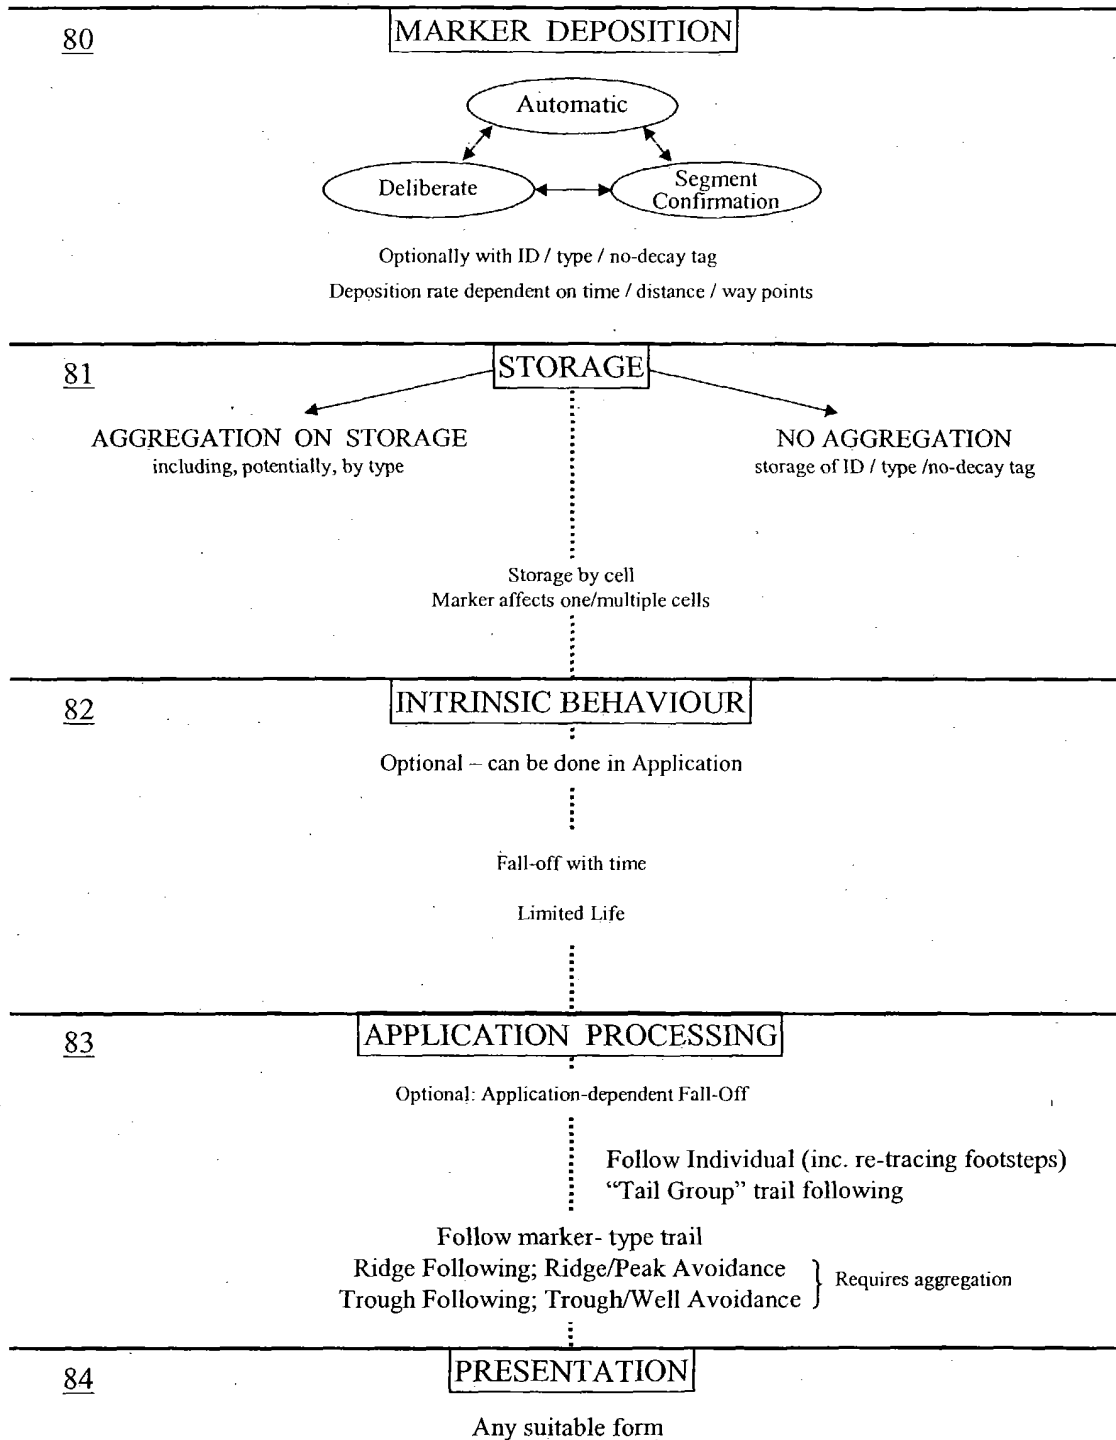 80
MARKER DEPOSITION
Automatic
Deliberate
Segment
Confirmation
Optionally with ID / type / no-decay tag
Deposition rate dependent on time / distance / way points
81
STORAGE
AGGREGATION ON STORAGE
including, potentially, by type
NO AGGREGATION
storage of ID / type /no-decay tag
Storage by cell
Marker affects one/multiple cells
82
INTRINSIC BEHAVIOUR
Optional – can be done in Application
Fall-off with time
Limited Life
83
APPLICATION PROCESSING
Optional: Application-dependent Fall-Off
Follow Individual (inc. re-tracing footsteps)
“Tail Group” trail following
Follow marker- type trail
Ridge Following; Ridge/Peak Avoidance
Trough Following; Trough/Well Avoidance
Requires aggregation
84
PRESENTATION
Any suitable form